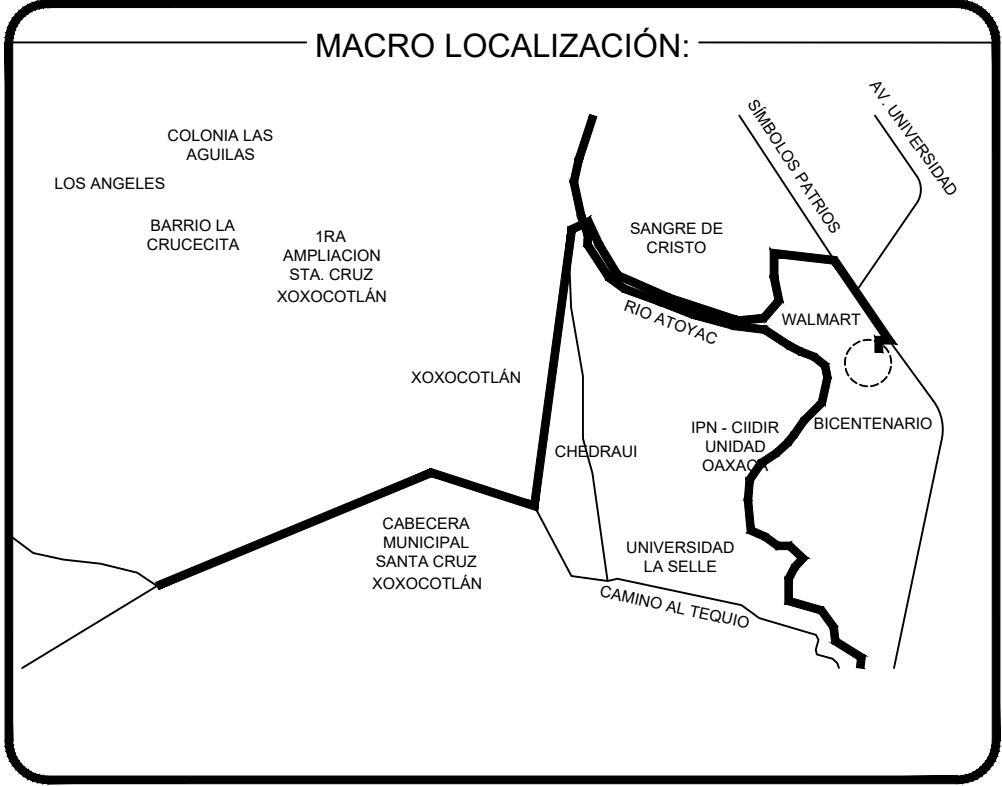 MACRO LOCALIZACIÓN:
COLONIA LAS
AGUILAS
LOS ANGELES
BARRIO LA
CRUCECITA
1RA
AMPLIACION
STA. CRUZ
XOXOCOTLÁN
SÍMBOLOS PATRIOS
AV. UNIVERSIDAD
SANGRE DE
CRISTO
RIO ATOYAC
WALMART
XOXOCOTLÁN
CHEDRAUI
IPN - CIIDIR
UNIDAD
OAXACA
BICENTENARIO
CABECERA
MUNICIPAL
SANTA CRUZ
XOXOCOTLÁN
UNIVERSIDAD
LA SELLE
CAMINO AL TEQUIO